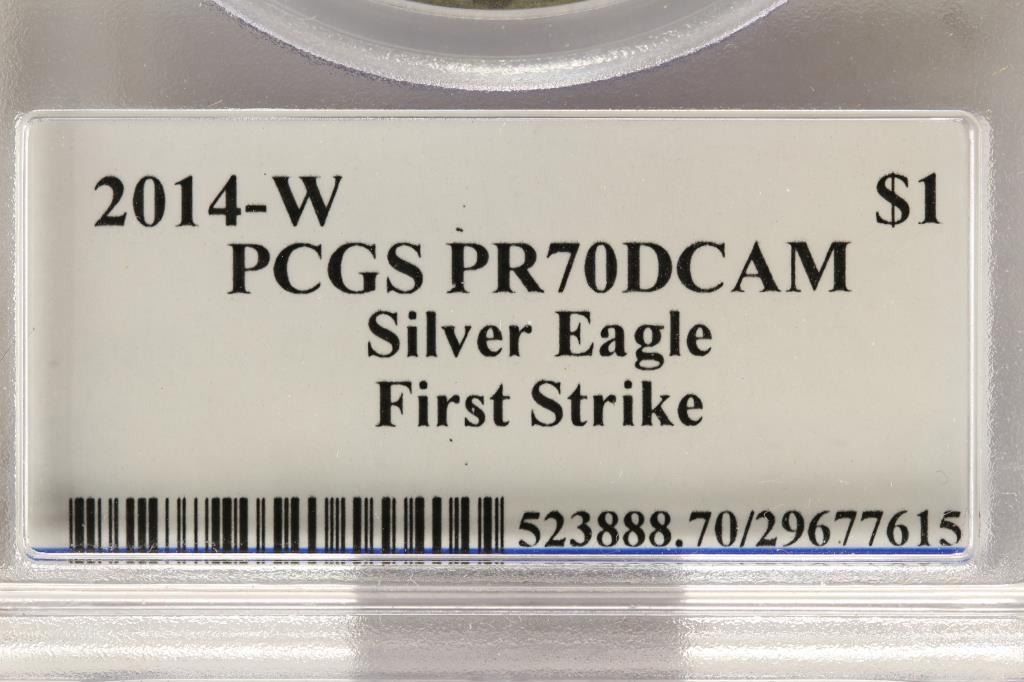 2014-W $1
PCGS PR70DCAM
Silver Eagle
First Strike
523888.70/29677615